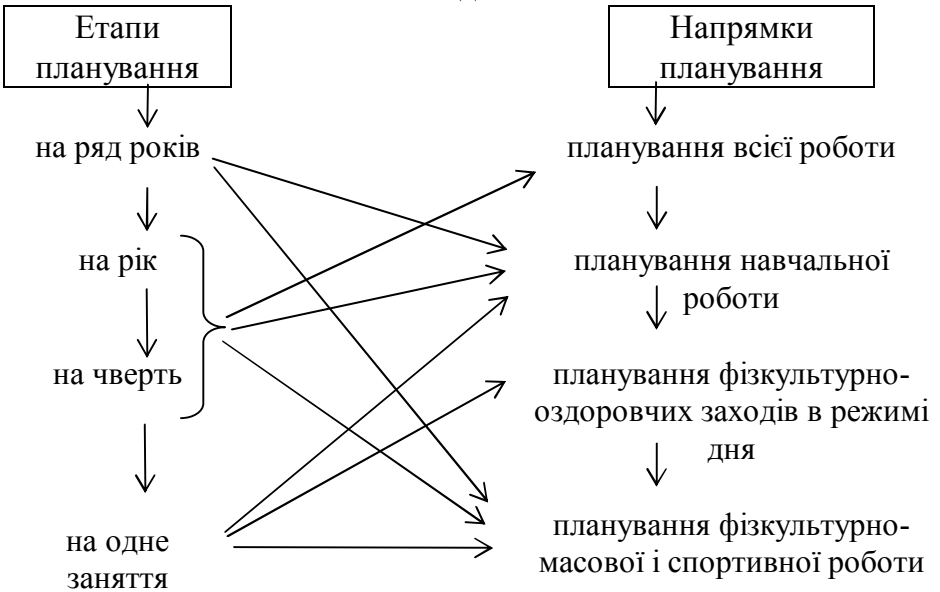 Етапи
планування
на ряд років
на рік
на чверть
на одне
заняття
Напрямки
планування
планування всієї роботи
планування навчальної
роботи
планування фізкультурно-
оздоровчих заходів в режимі
дня
планування фізкультурно-
масової і спортивної роботи